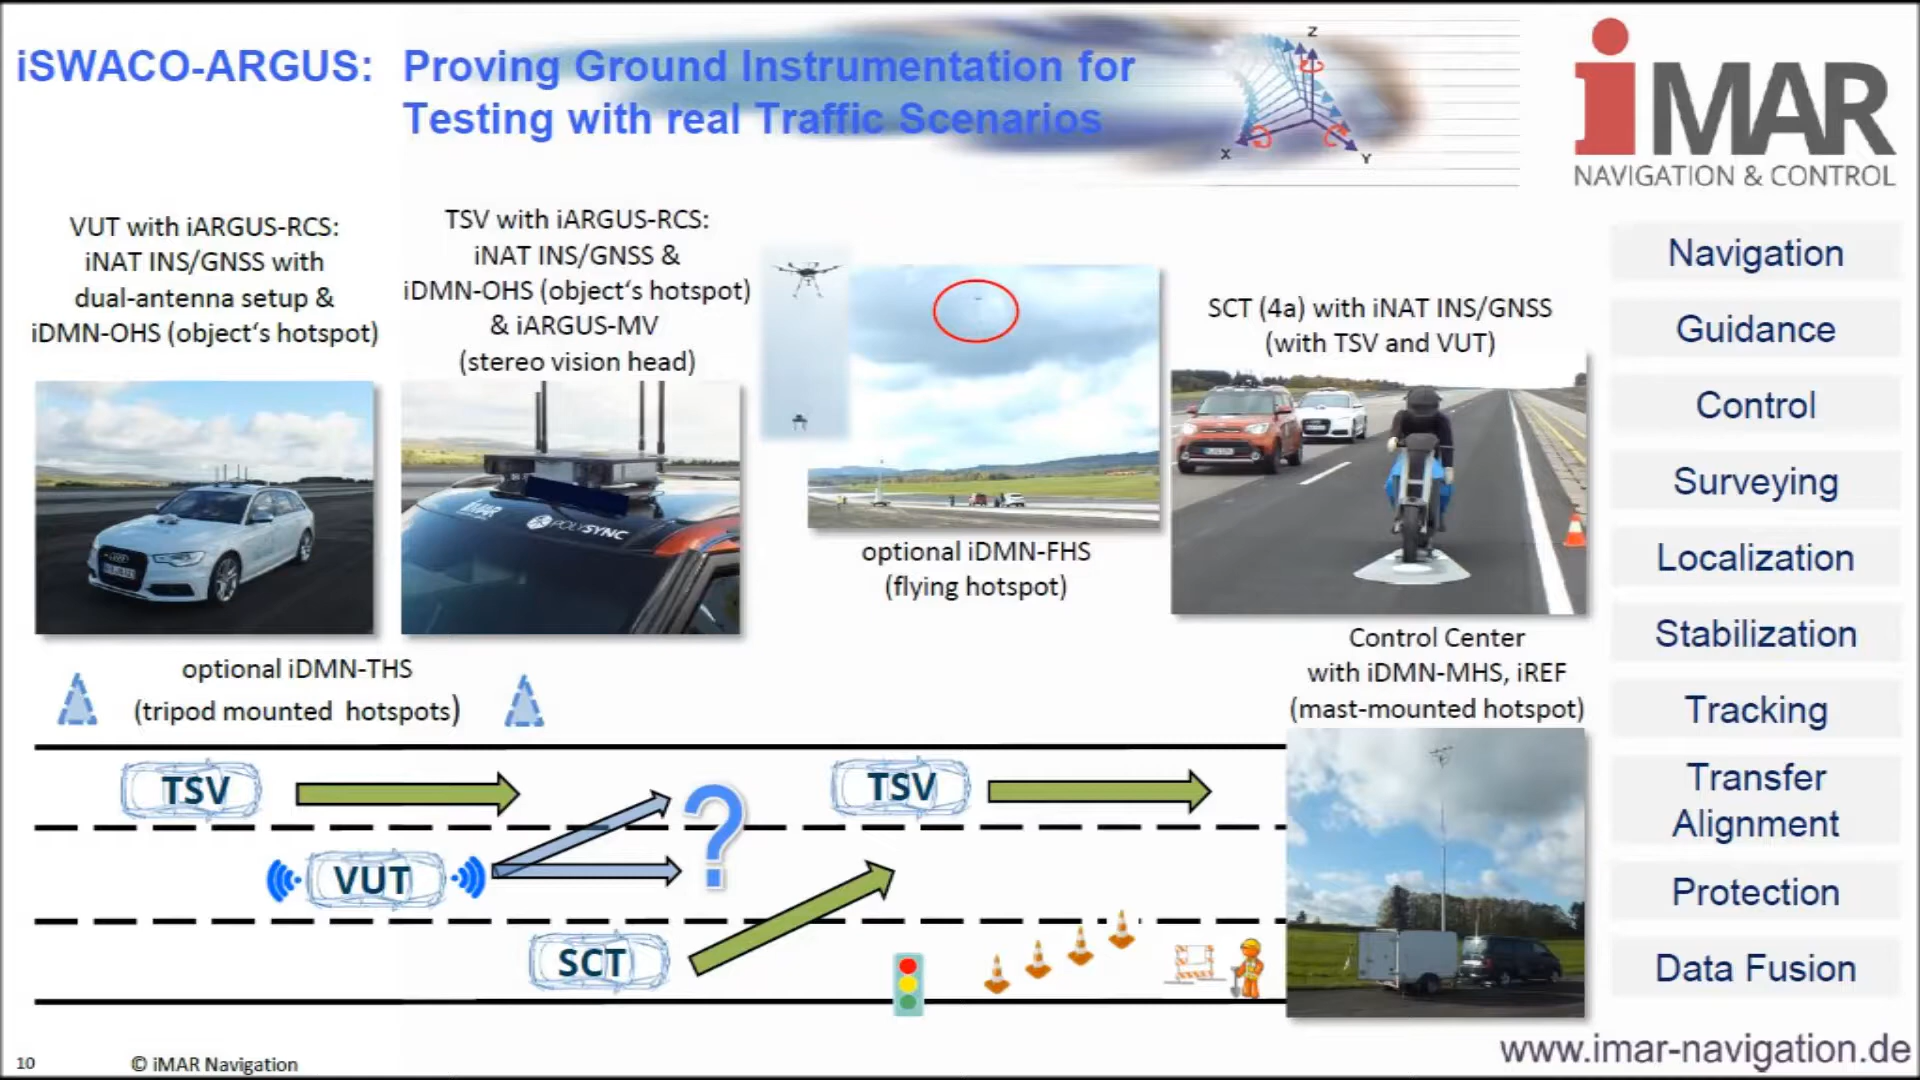 iSWACO-ARGUS: Proving Ground Instrumentation for
Testing with real Traffic Scenarios
Z
X
Y
iMAR
NAVIGATION & CONTROL
VUT with iARGUS-RCS:
iNAT INS/GNSS with
dual-antenna setup &
iDMN-OHS (object‘s hotspot)
TSV with iARGUS-RCS:
iNAT INS/GNSS &
iDMN-OHS (object‘s hotspot)
& iARGUS-MV
(stereo vision head)
iMAR
POLYSYNC
optional iDMN-FHS
(flying hotspot)
SCT (4a) with iNAT INS/GNSS
(with TSV and VUT)
Control Center
with iDMN-MHS, iREF
(mast-mounted hotspot)
optional iDMN-THS
(tripod mounted hotspots)
TSV
TSV
VUT
?
SCT
Navigation
Guidance
Control
Surveying
Localization
Stabilization
Tracking
Transfer
Alignment
Protection
Data Fusion
10
© iMAR Navigation
www.imar-navigation.de